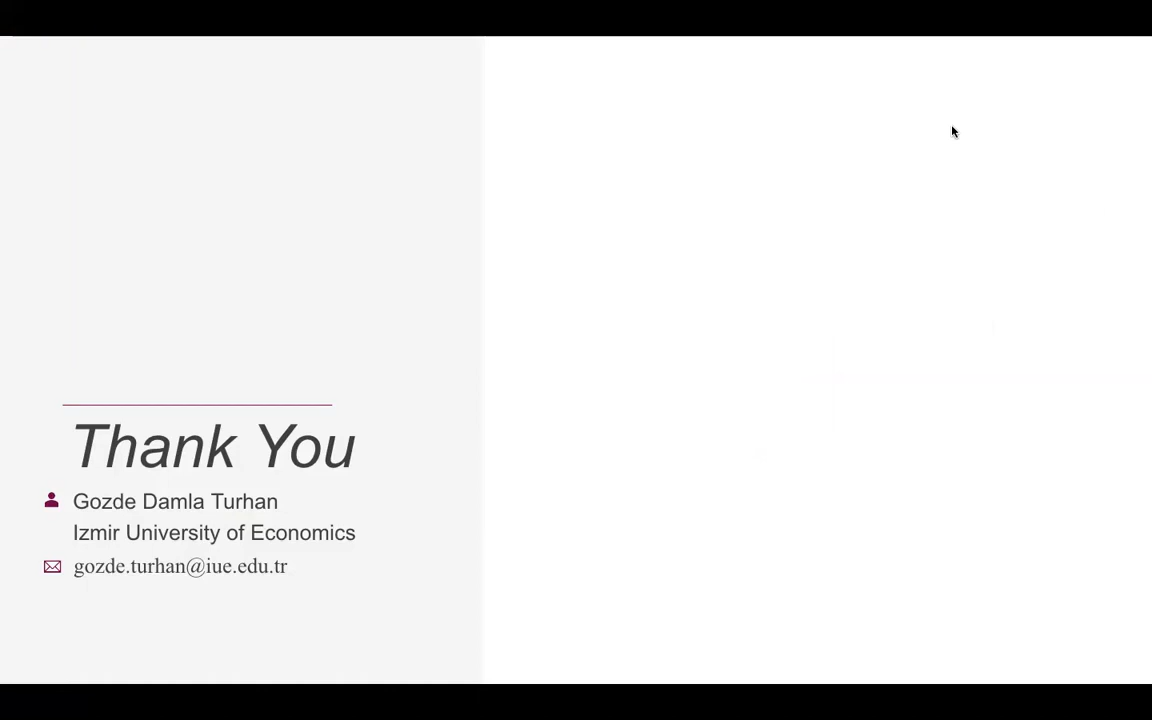 Thank You
Gozde Damla Turhan
Izmir University of Economics
gozde.turhan@iue.edu.tr